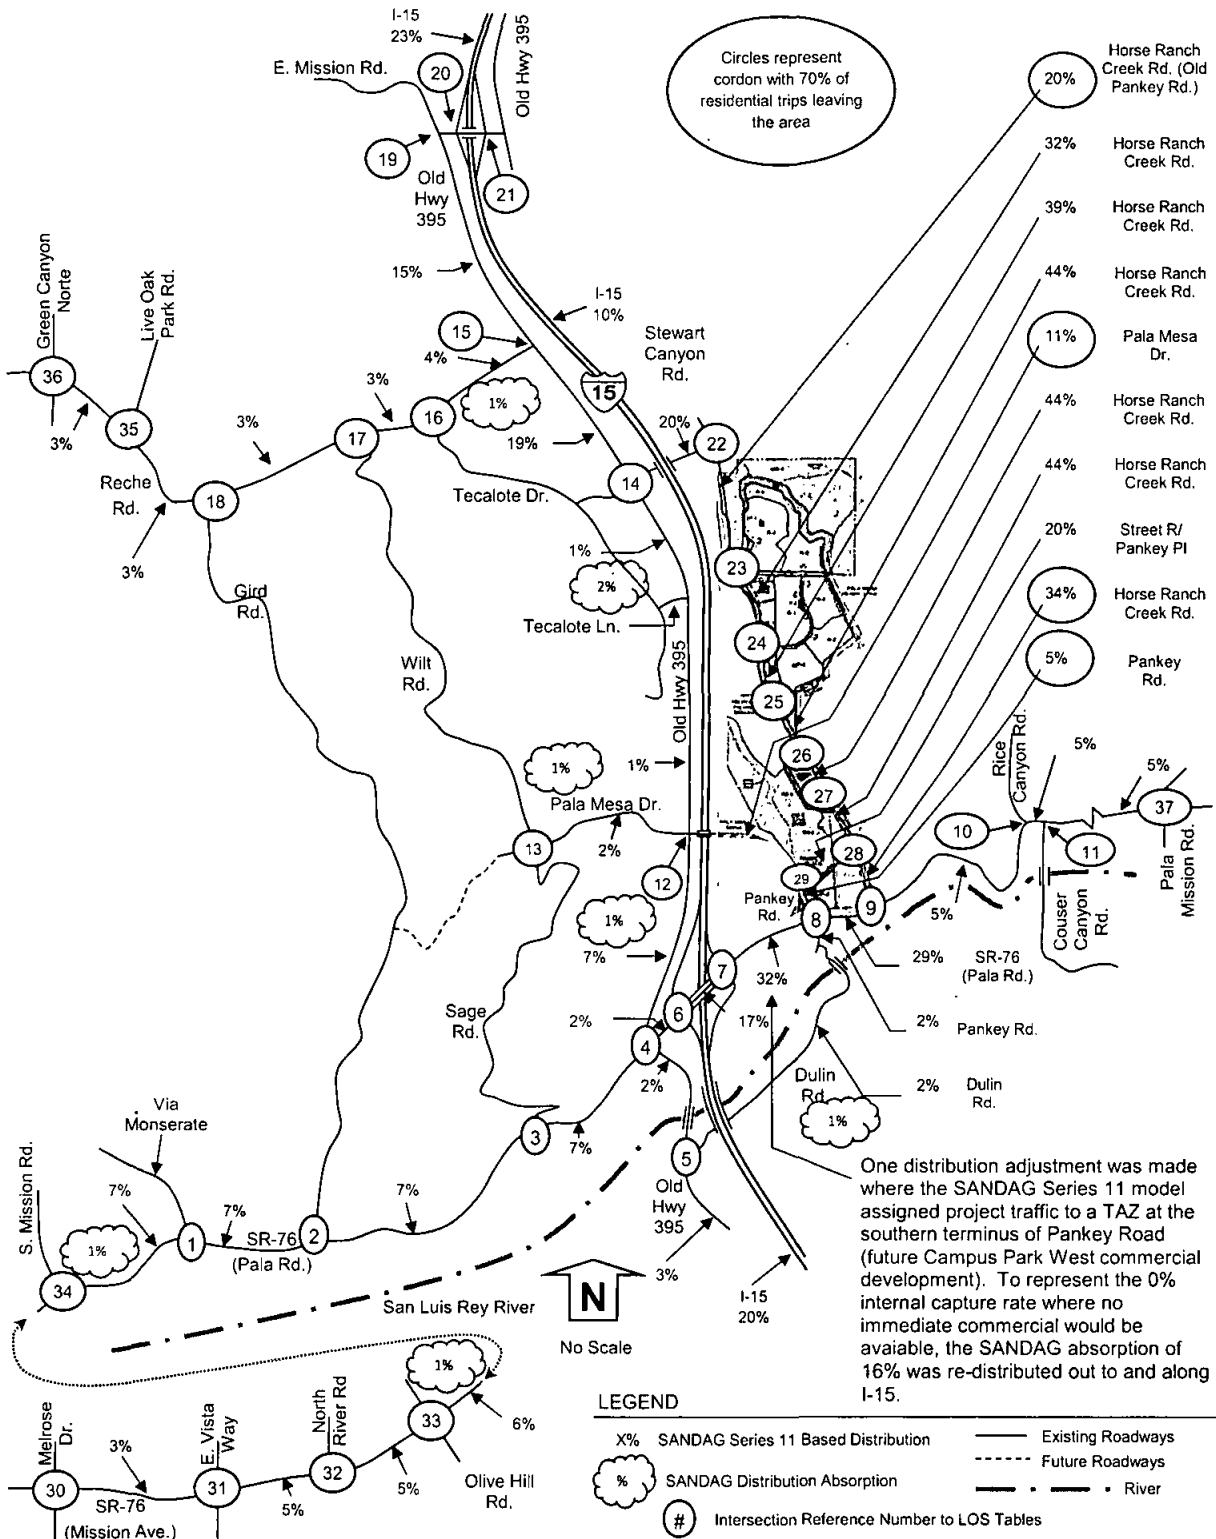 I-15
23%
Old Hwy 395
E. Mission Rd.
20
19
21
Old
Hwy
395
Circles represent
cordon with 70% of
residential trips leaving
the area
20%
Horse Ranch
Creek Rd. (Old
Pankey Rd.)
32%
Horse Ranch
Creek Rd.
39%
Horse Ranch
Creek Rd.
44%
Horse Ranch
Creek Rd.
11%
Pala Mesa
Dr.
44%
Horse Ranch
Creek Rd.
44%
Horse Ranch
Creek Rd.
20%
Street R/
Pankey Pl
34%
Horse Ranch
Creek Rd.
5%
Pankey
Rd.
15%
I-15
10%
Stewart
Canyon
Rd.
15
Green Canyon
Norte
Live Oak
Park Rd.
15
4%
36
3%
35
3%
17
3%
16
1%
19%
20%
22
Reche
Rd.
18
3%
Tecalote Dr.
14
1%
2%
23
Gird
Rd.
Tecalote Ln.
24
Wilt
Rd.
Old Hwy 395
25
26
Rice
Canyon Rd.
5%
5%
1%
1%
Pala Mesa Dr.
27
37
13
2%
10
11
28
12
29
Pala
Mission Rd.
1%
Pankey
Rd.
8
9
5%
Couser
Canyon
Rd.
7%
7
32%
29%
SR-76
(Pala Rd.)
Sage
Rd.
2%
6
17%
4
2%
Pankey Rd.
2%
Dulin
Rd.
2%
Dulin
Rd.
1%
Via
Monserate
3
7%
5
S. Mission Rd.
7%
7%
7%
Old
Hwy
395
1%
1
SR-76
(Pala Rd.)
2
34
3%
San Luis Rey River
N
No Scale
I-15
20%
One distribution adjustment was made
where the SANDAG Series 11 model
assigned project traffic to a TAZ at the
southern terminus of Pankey Road
(future Campus Park West commercial
development). To represent the 0%
internal capture rate where no
immediate commercial would be
avaiable, the SANDAG absorption of
16% was re-distributed out to and along
I-15.
1%
Melrose
Dr.
3%
E. Vista
Way
North
River Rd
33
6%
30
31
32
5%
5%
SR-76
(Mission Ave.)
Olive Hill
Rd.
LEGEND
X% SANDAG Series 11 Based Distribution
% SANDAG Distribution Absorption
# Intersection Reference Number to LOS Tables
Existing Roadways
Future Roadways
River